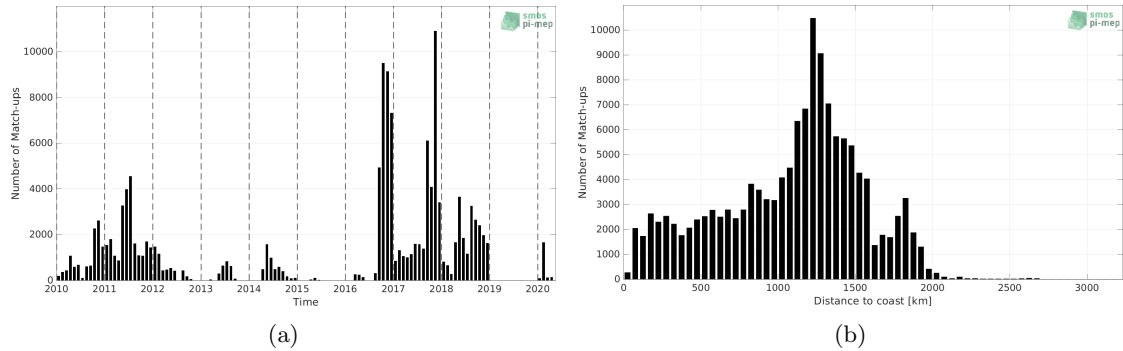 smos
pi-mep
Number of Match-ups
10000
8000
6000
4000
2000
0
2010 2011 2012 2013 2014 2015 2016 2017 2018 2019 2020
Time
(a)
smos
pi-mep
Number of Match-ups
10000
9000
8000
7000
6000
5000
4000
3000
2000
1000
0
0 500 1000 1500 2000 2500 3000
Distance to coast [km]
(b)